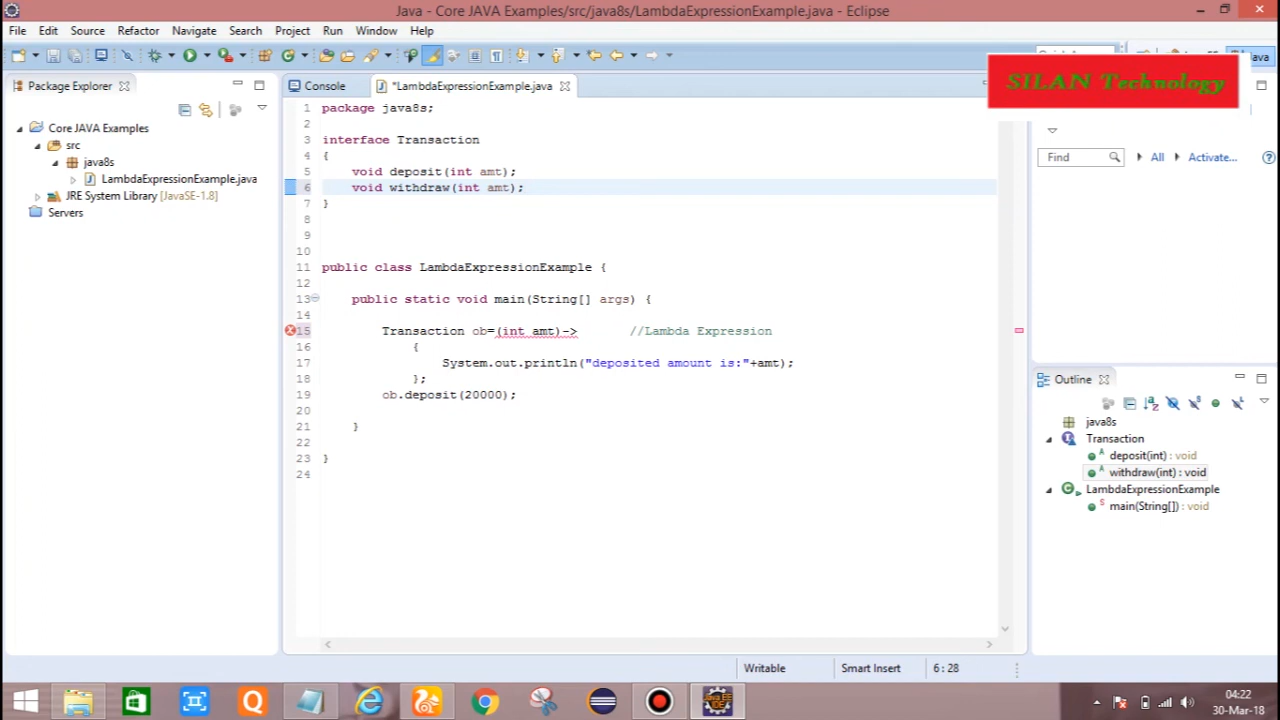 Java - Core JAVA Examples/src/java8s/LambdaExpressionExample.java - Eclipse
File Edit Source Refactor Navigate Search Project Run Window Help
SILAN Technology
Java
Package Explorer
Core JAVA Examples
src
java8s
LambdaExpressionExample.java
JRE System Library [JavaSE-1.8]
Servers
Console
*LambdaExpressionExample.java
1 package java8s;
2
3 interface Transaction
4 {
5 void deposit(int amt);
6 void withdraw(int amt);
7 }
8
9
10
11 public class LambdaExpressionExample {
12
13 public static void main(String[] args) {
14
15 Transaction ob=(int amt)-> //Lambda Expression
16 {
17 System.out.println("deposited amount is:"+amt);
18 };
19 ob.deposit(20000);
20
21 }
22
23 }
24
Find All Activate...
Outline
java8s
Transaction
deposit(int) : void
withdraw(int) : void
LambdaExpressionExample
main(String[]) : void
Writable Smart Insert 6 : 28
04:22
30-Mar-18